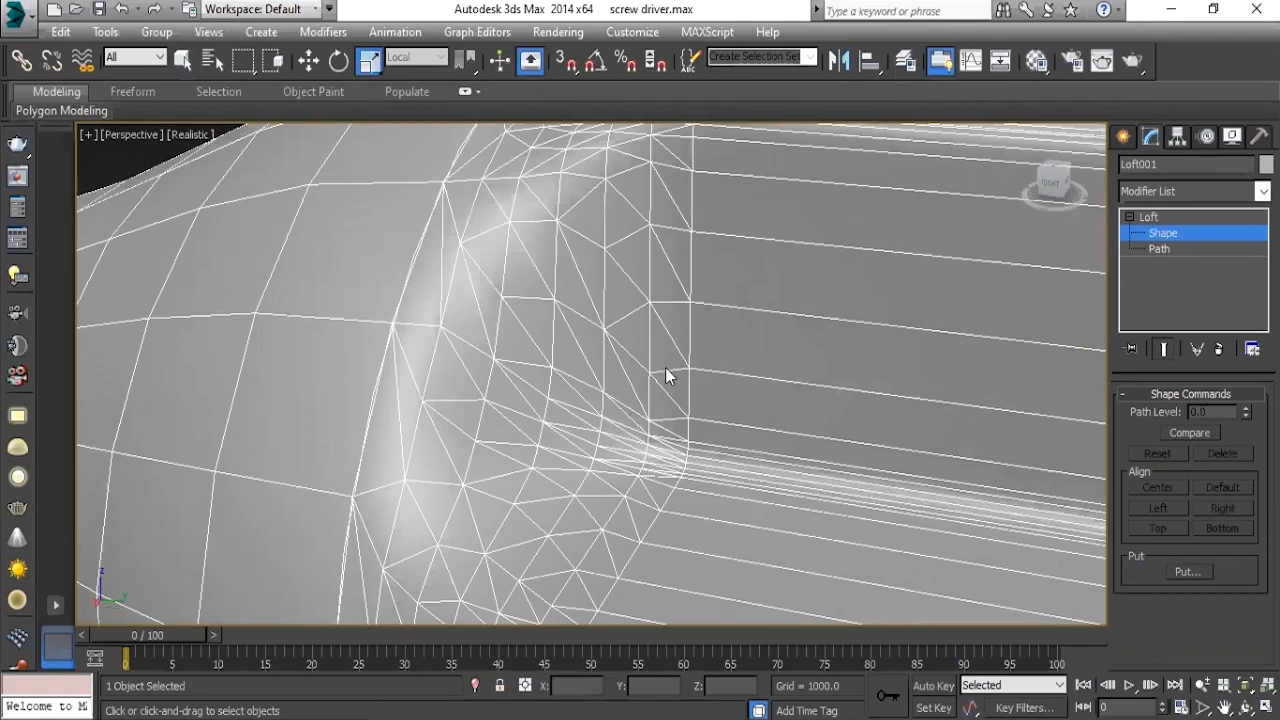 Autodesk 3ds Max 2014 x64 screw driver.max
Workspace: Default
Type a keyword or phrase
Edit Tools Group Views Create Modifiers Animation Graph Editors Rendering Customize MAXScript Help
All
Local
Create Selection Set
Modeling Freeform Selection Object Paint Populate
Polygon Modeling
[+] [Perspective] [Realistic]
RIGHT
Loft001
Modifier List
Loft
Shape
Path
Shape Commands
Path Level: 0.0
Compare
Reset Delete
Align
Center Default
Left Right
Top Bottom
Put
Put...
z
y
0 / 100
0 5 10 15 20 25 30 35 40 45 50 55 60 65 70 75 80 85 90 95 100
1 Object Selected X: Y: Z: Grid = 1000.0 Auto Key Selected
Welcome to M Click or click-and-drag to select objects Add Time Tag Set Key Key Filters... 0